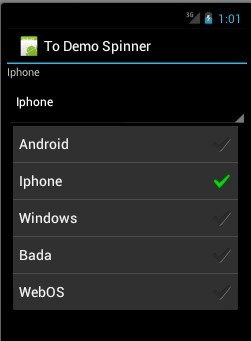 3G 1:01
To Demo Spinner
Iphone
Iphone
Android
Iphone
Windows
Bada
WebOS